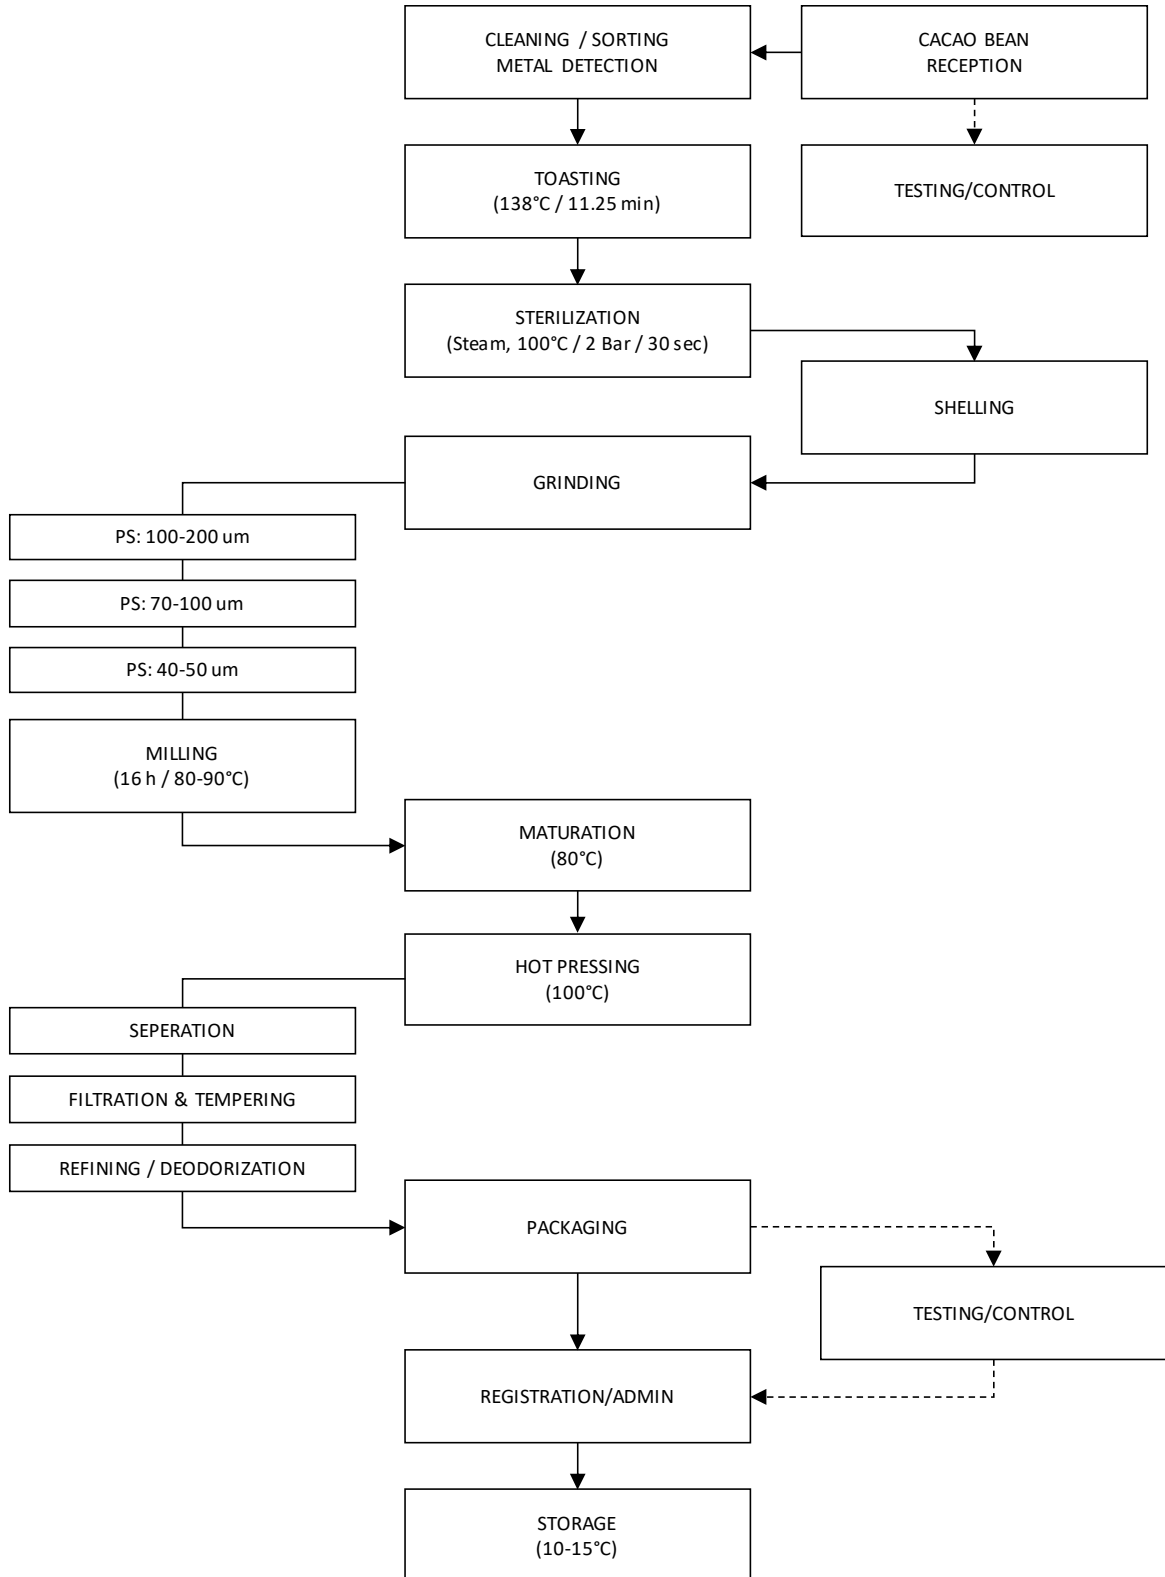 CLEANING / SORTING
METAL DETECTION
CACAO BEAN
RECEPTION
TOASTING
(138°C / 11.25 min)
TESTING/CONTROL
STERILIZATION
(Steam, 100°C / 2 Bar / 30 sec)
SHELLING
GRINDING
PS: 100-200 um
PS: 70-100 um
PS: 40-50 um
MILLING
(16 h / 80-90°C)
MATURATION
(80°C)
HOT PRESSING
(100°C)
SEPERATION
FILTRATION & TEMPERING
REFINING / DEODORIZATION
PACKAGING
TESTING/CONTROL
REGISTRATION/ADMIN
STORAGE
(10-15°C)